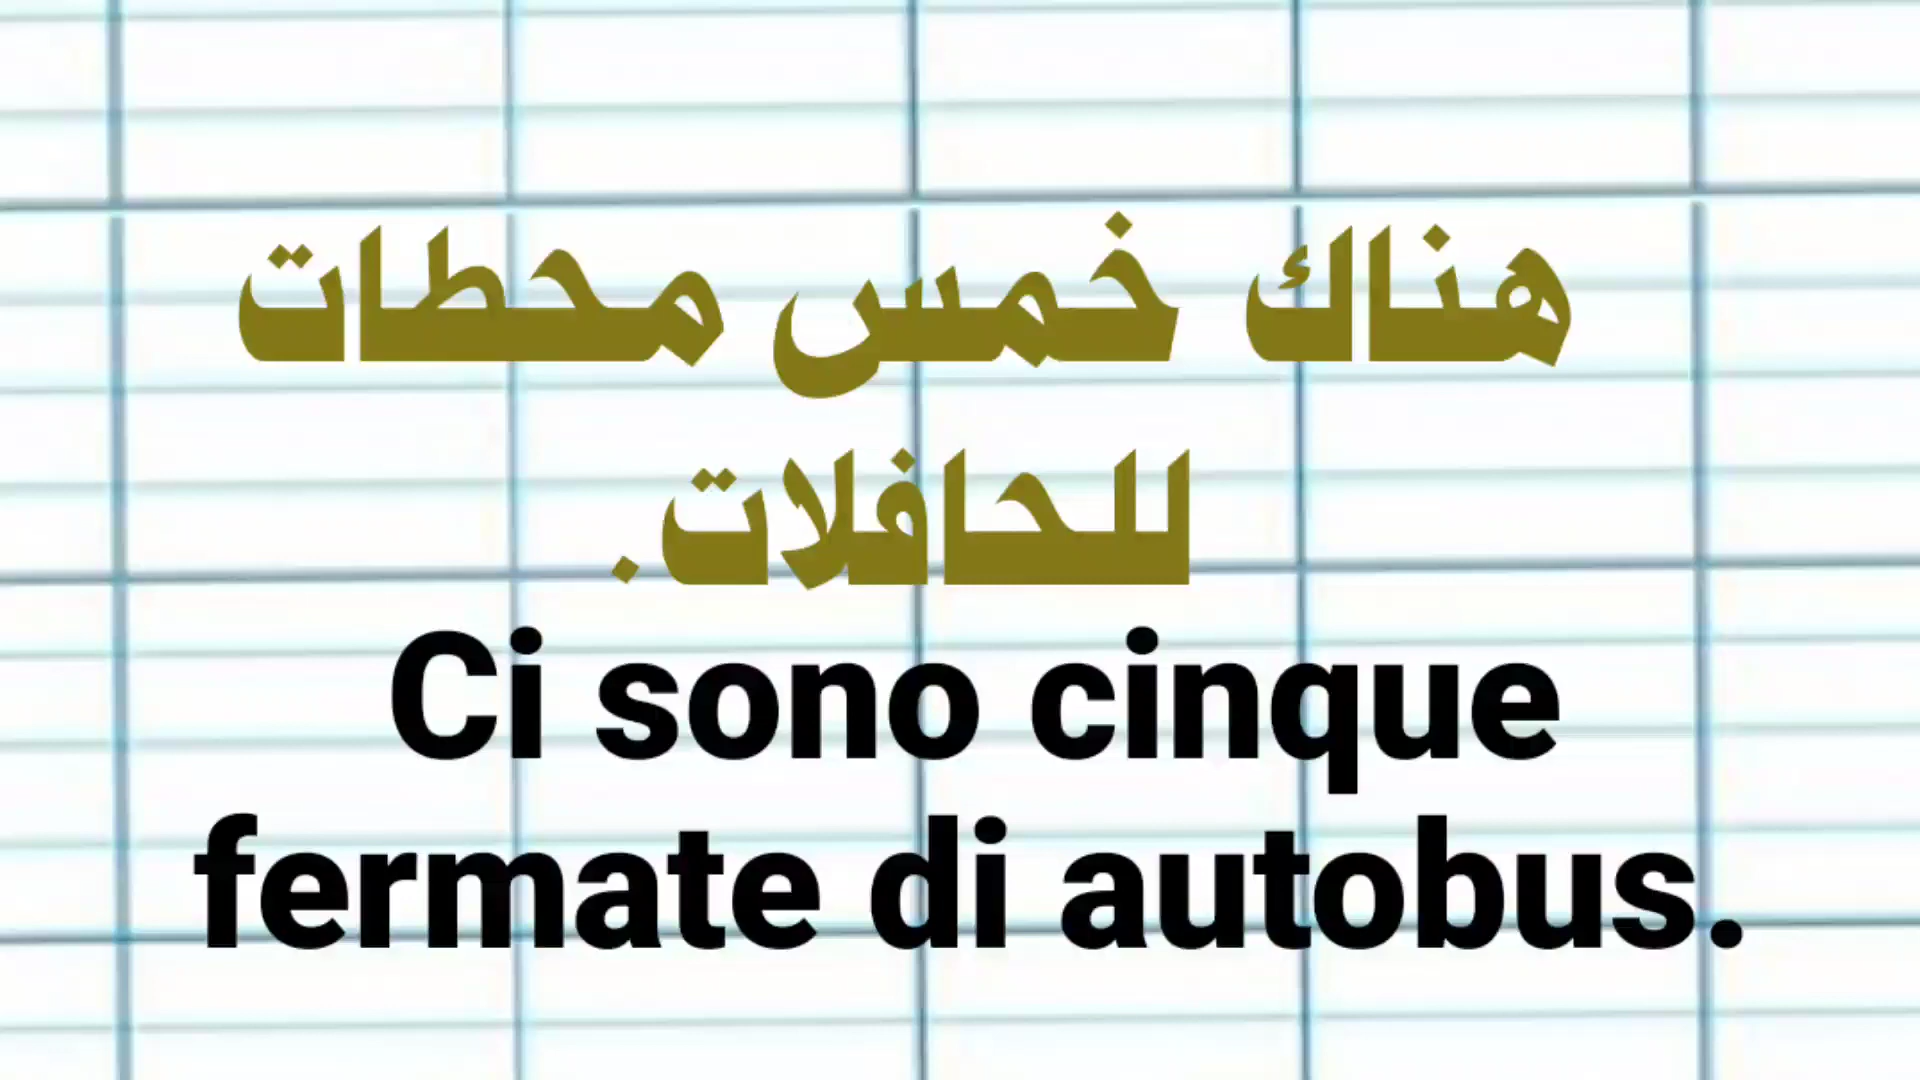 هناك خمس محطات
للحافلات.
Ci sono cinque
fermate di autobus.